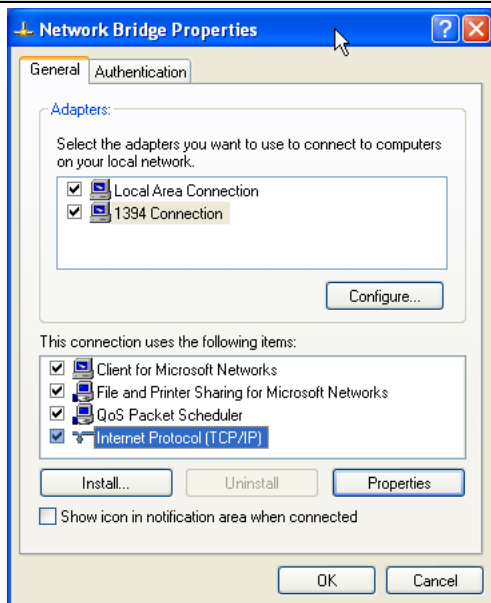 Network Bridge Properties
General Authentication
Adapters:
Select the adapters you want to use to connect to computers
on your local network.
Local Area Connection
1394 Connection
Configure...
This connection uses the following items:
Client for Microsoft Networks
File and Printer Sharing for Microsoft Networks
QoS Packet Scheduler
Internet Protocol (TCP/IP)
Install... Uninstall Properties
Show icon in notification area when connected
OK Cancel